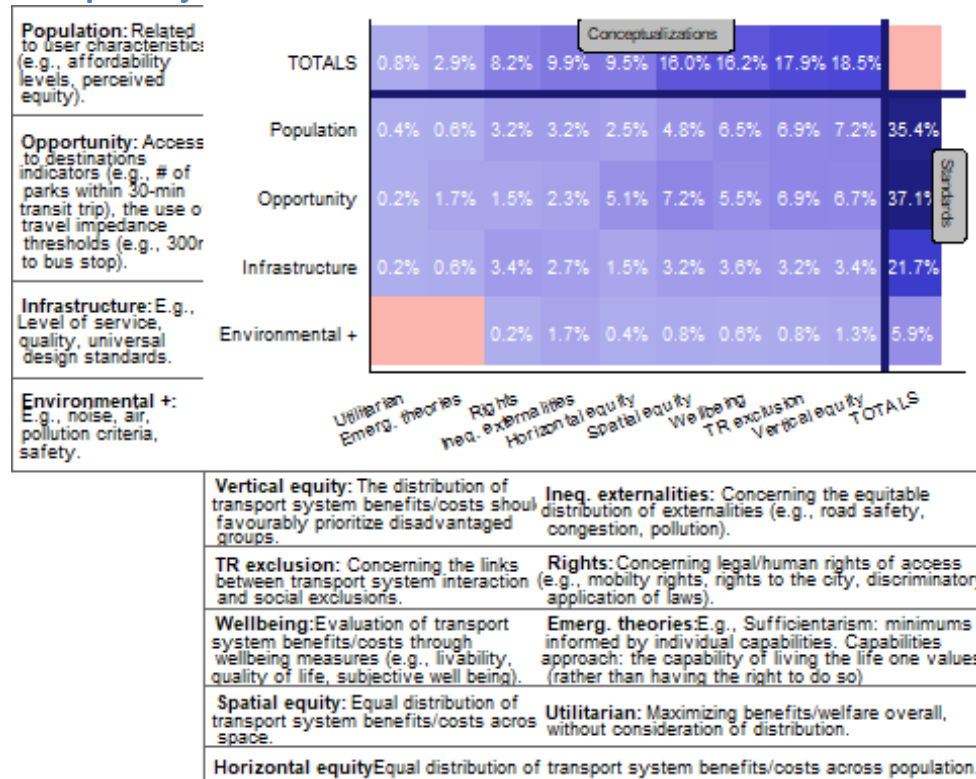 Population: Related
to user characteristics
(e.g., affordability
levels, perceived
equity).
Opportunity: Access
to destinations
indicators (e.g., # of
parks within 30-min
transit trip), the use o
travel impedance
thresholds (e.g., 300m
to bus stop).
Infrastructure: E.g.,
Level of service,
quality, universal
design standards.
Environmental +:
E.g., noise, air,
pollution criteria,
safety.
Conceptualizations
TOTALS 0.8% 2.9% 8.2% 9.9% 9.5% 16.0% 16.2% 17.9% 18.5%
Population 0.4% 0.6% 3.2% 3.2% 2.5% 4.8% 6.5% 6.9% 7.2% 35.4%
Opportunity 0.2% 1.7% 1.5% 2.3% 5.1% 7.2% 5.5% 6.9% 6.7% 37.1%
Standards
Infrastructure 0.2% 0.6% 3.4% 2.7% 1.5% 3.2% 3.6% 3.2% 3.4% 21.7%
Environmental + 0.2% 1.7% 0.4% 0.8% 0.6% 0.8% 1.3% 5.9%
Utilitarian
Emerg. theories
Rights
Ineq. externalities
Horizontal equity
Spatial equity
Wellbeing
TR exclusion
Vertical equity
TOTALS
Vertical equity: The distribution of
transport system benefits/costs shoul
favourably prioritize disadvantaged
groups.
Ineq. externalities: Concerning the equitable
distribution of externalities (e.g., road safety,
congestion, pollution).
TR exclusion: Concerning the links
between transport system interaction
and social exclusions.
Rights: Concerning legal/human rights of access
(e.g., mobilty rights, rights to the city, discriminatory
application of laws).
Wellbeing:Evaluation of transport
system benefits/costs through
wellbeing measures (e.g., livability,
quality of life, subjective well being).
Emerg. theories:E.g., Sufficientarism: minimums
informed by individual capabilities. Capabilities
approach: the capability of living the life one values
(rather than having the right to do so)
Spatial equity: Equal distribution of
transport system benefits/costs acros
space.
Utilitarian: Maximizing benefits/welfare overall,
without consideration of distribution.
Horizontal equityEqual distribution of transport system benefits/costs across population